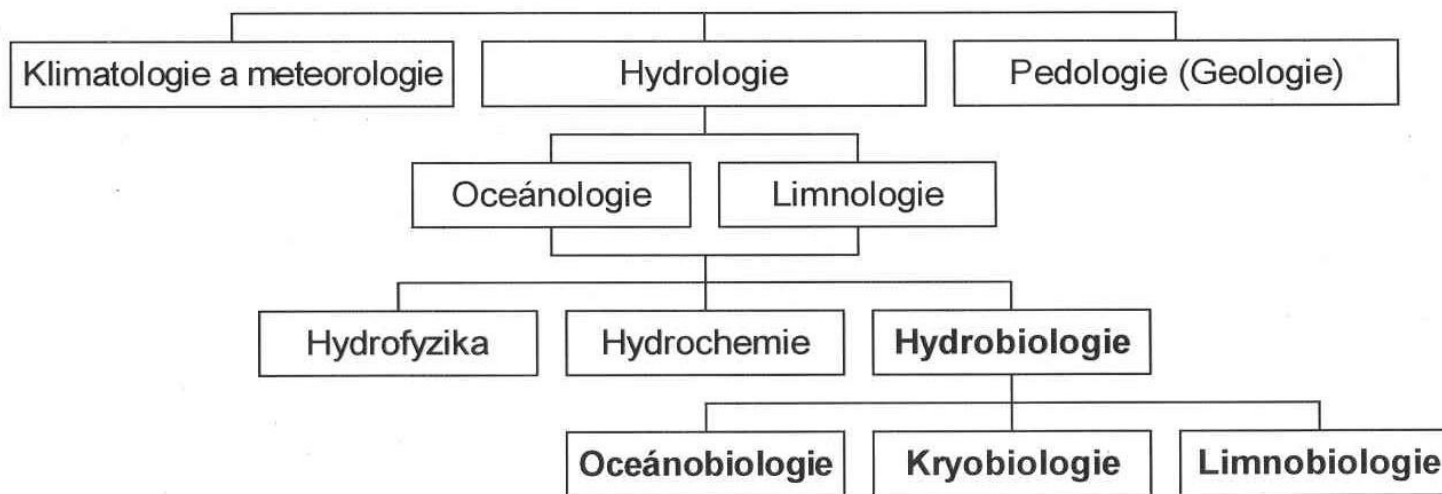 Klimatologie a meteorologie
Hydrologie
Pedologie (Geologie)
Oceánologie
Limnologie
Hydrofyzika
Hydrochemie
Hydrobiologie
Oceánobiologie
Kryobiologie
Limnobiologie